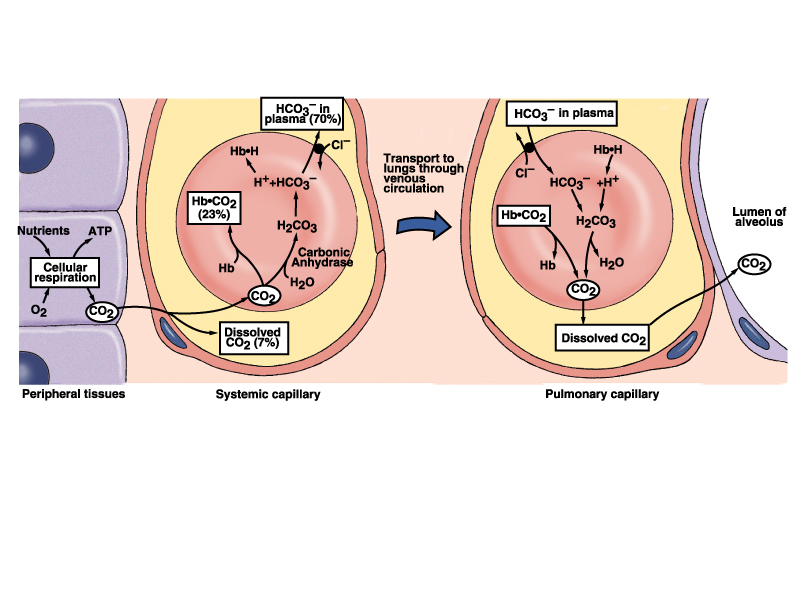 Nutrients
ATP
Cellular
respiration
O2
CO2
Peripheral tissues
HCO3− in
plasma (70%)
Cl−
Hb•H
H+ + HCO3−
Hb•CO2
(23%)
H2CO3
Carbonic
Anhydrase
Hb
H2O
CO2
Dissolved
CO2 (7%)
Systemic capillary
Transport to
lungs through
venous
circulation
HCO3− in plasma
Cl−
Hb•H
HCO3− + H+
Hb•CO2
H2CO3
Hb
H2O
CO2
Dissolved CO2
Pulmonary capillary
Lumen of
alveolus
CO2